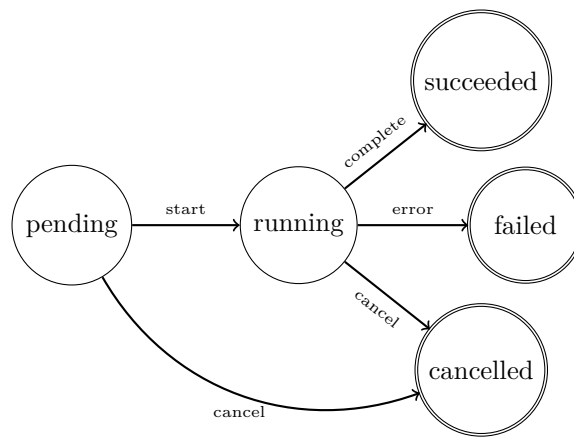 succeeded
complete
pending
start
running
error
failed
cancel
cancelled
cancel